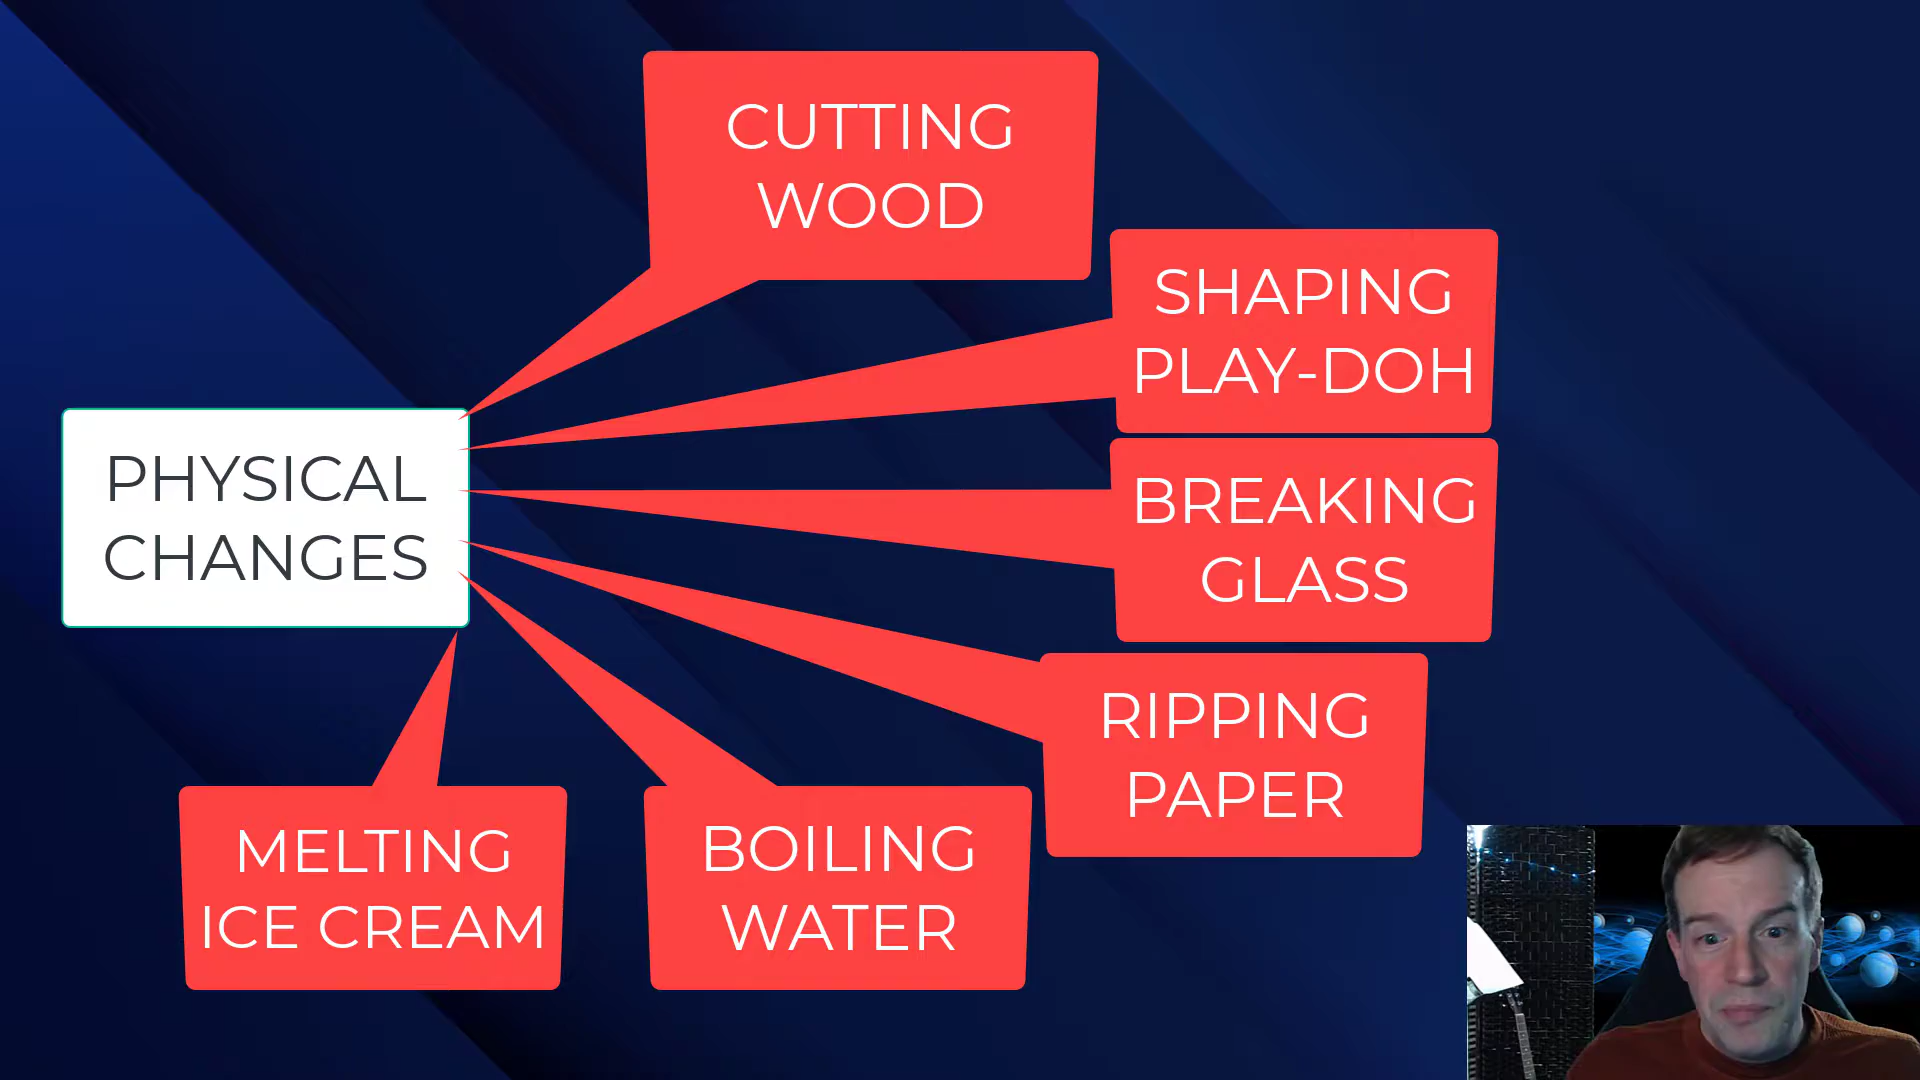 CUTTING
WOOD
SHAPING
PLAY-DOH
PHYSICAL
CHANGES
BREAKING
GLASS
RIPPING
PAPER
MELTING
ICE CREAM
BOILING
WATER